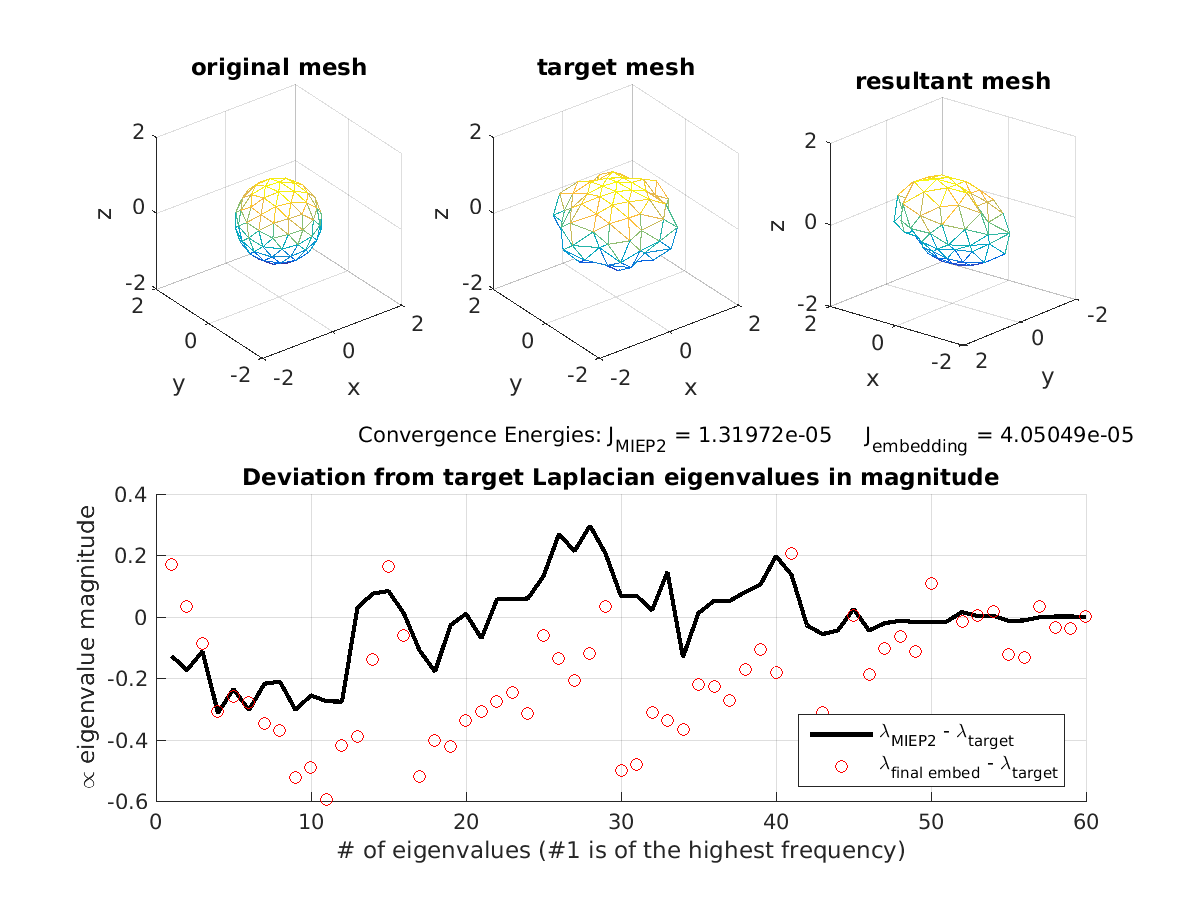 original mesh
target mesh
resultant mesh
2
0
-2
z
2
0
-2
y
-2
0
2
x
2
0
-2
z
2
0
-2
y
-2
0
2
x
2
0
-2
z
2
0
-2
x
2
0
-2
y
Convergence Energies: J_MIEP2 = 1.31972e-05 J_embedding = 4.05049e-05
Deviation from target Laplacian eigenvalues in magnitude
0.4
0.2
0
-0.2
-0.4
-0.6
∝ eigenvalue magnitude
λ_MIEP2 - λ_target
λ_final embed - λ_target
0
10
20
30
40
50
60
# of eigenvalues (#1 is of the highest frequency)